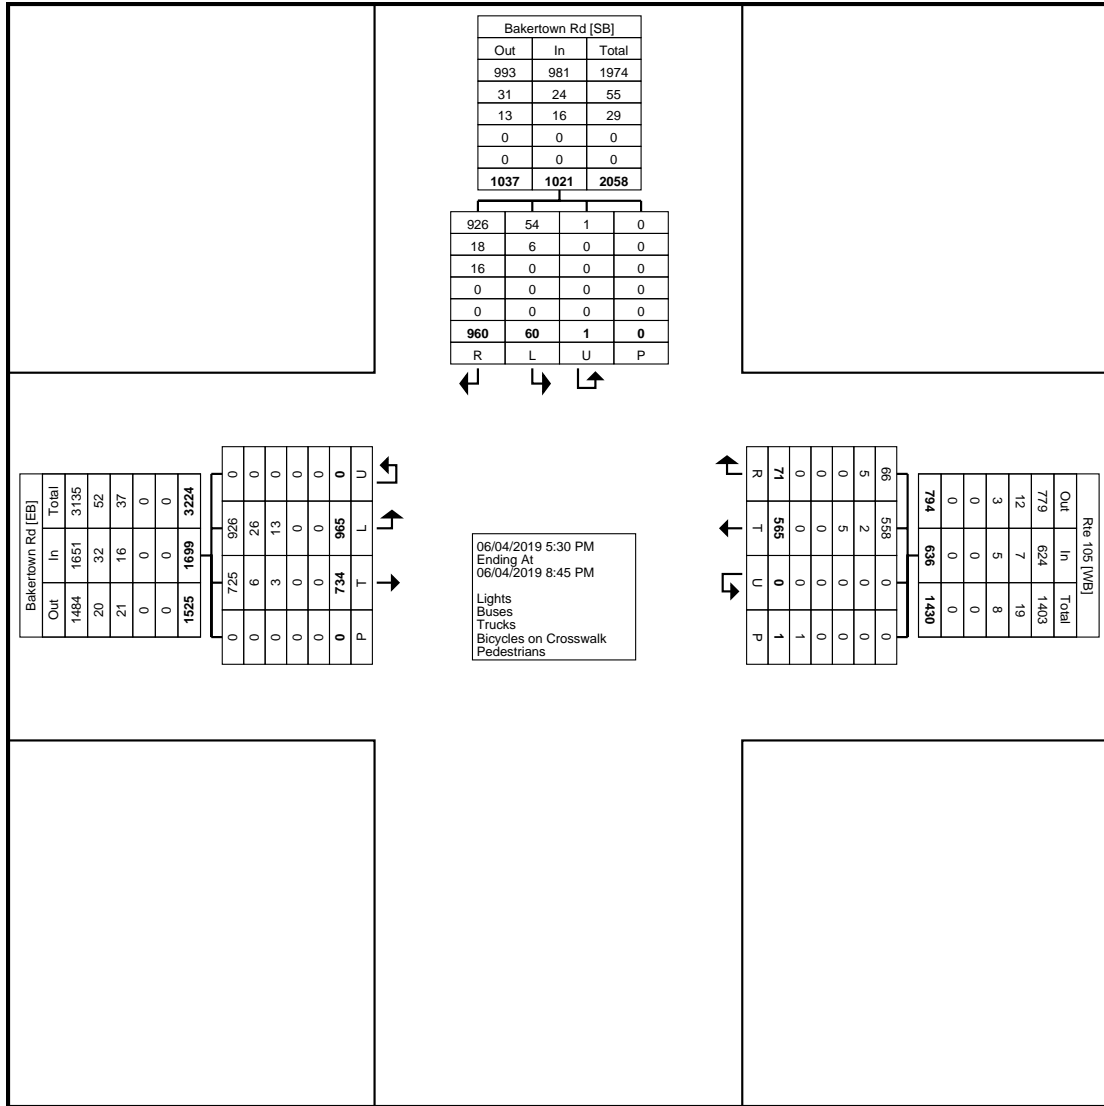 Bakertown Rd [SB]
Out In Total
993 981 1974
31 24 55
13 16 29
0 0 0
0 0 0
1037 1021 2058
926 54 1 0
18 6 0 0
16 0 0 0
0 0 0 0
0 0 0 0
960 60 1 0
R L U P
Bakertown Rd [EB]
Out In Total
1484 1651 3135
20 32 52
21 16 37
0 0 0
0 0 0
1525 1699 3224
0 725 926 0
0 6 26 0
0 3 13 0
0 0 0 0
0 0 0 0
0 734 965 0
P T L U
06/04/2019 5:30 PM
Ending At
06/04/2019 8:45 PM
Lights
Buses
Trucks
Bicycles on Crosswalk
Pedestrians
Rte 105 [WB]
Out In Total
779 624 1403
12 7 19
3 5 8
0 0 0
0 0 0
794 636 1430
66 558 0 0
5 2 0 0
0 5 0 0
0 0 0 0
0 0 0 1
71 565 0 1
R T U P